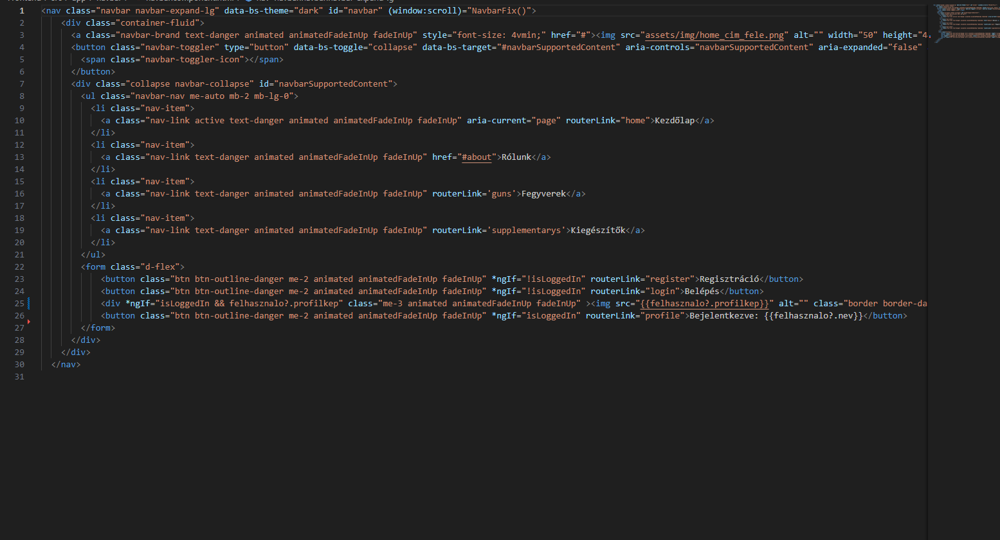 <nav class="navbar navbar-expand-lg" data-bs-theme="dark" id="navbar" (window:scroll)="NavbarFix()">
<div class="container-fluid">
<a class="navbar-brand text-danger animated animatedFadeInUp fadeInUp" style="font-size: 4vmin;" href="#"><img src="assets/img/home_cim_fele.png" alt="" width="50" height="4
<button class="navbar-toggler" type="button" data-bs-toggle="collapse" data-bs-target="#navbarSupportedContent" aria-controls="navbarSupportedContent" aria-expanded="false"
<span class="navbar-toggler-icon"></span>
</button>
<div class="collapse navbar-collapse" id="navbarSupportedContent">
<ul class="navbar-nav me-auto mb-2 mb-lg-0">
<li class="nav-item">
<a class="nav-link active text-danger animated animatedFadeInUp fadeInUp" aria-current="page" routerLink="home">Kezdőlap</a>
</li>
<li class="nav-item">
<a class="nav-link text-danger animated animatedFadeInUp fadeInUp" href="#about">Rólunk</a>
</li>
<li class="nav-item">
<a class="nav-link text-danger animated animatedFadeInUp fadeInUp" routerLink='guns'>Fegyverek</a>
</li>
<li class="nav-item">
<a class="nav-link text-danger animated animatedFadeInUp fadeInUp" routerLink='supplementarys'>Kiegészítők</a>
</li>
</ul>
<form class="d-flex">
<button class="btn btn-outline-danger me-2 animated animatedFadeInUp fadeInUp" *ngIf="!isLoggedIn" routerLink="register">Regisztráció</button>
<button class="btn btn-outline-danger me-2 animated animatedFadeInUp fadeInUp" *ngIf="!isLoggedIn" routerLink="login">Belépés</button>
<div *ngIf="isLoggedIn && felhasznalo?.profilkep" class="me-3 animated animatedFadeInUp fadeInUp" ><img src="{{felhasznalo?.profilkep}}" alt="" class="border border-da
<button class="btn btn-outline-danger me-2 animated animatedFadeInUp fadeInUp" *ngIf="isLoggedIn" routerLink="profile">Bejelentkezve: {{felhasznalo?.nev}}</button>
</form>
</div>
</div>
</nav>